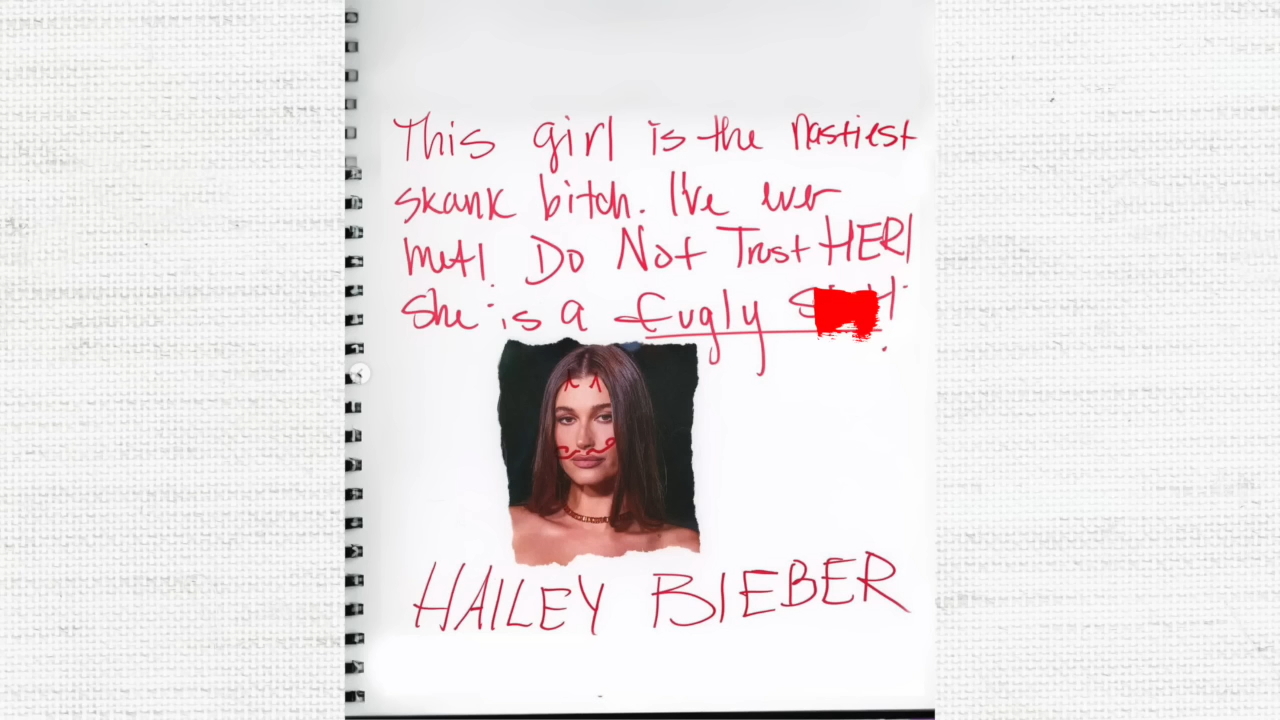 This girl is the nastiest
skank bitch. I've ever
met! Do Not Trust HER!
She is a fugly
HAILEY BIEBER